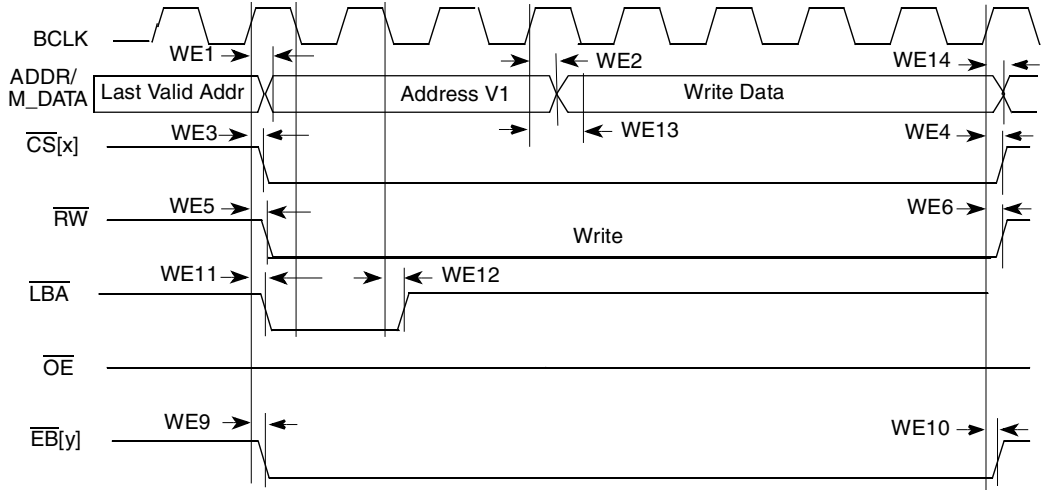 BCLK
WE1
WE2
WE14
ADDR/
M_DATA
Last Valid Addr
Address V1
Write Data
WE3
WE13
WE4
CS[x]
WE5
WE6
RW
Write
WE11
WE12
LBA
OE
WE9
WE10
EB[y]